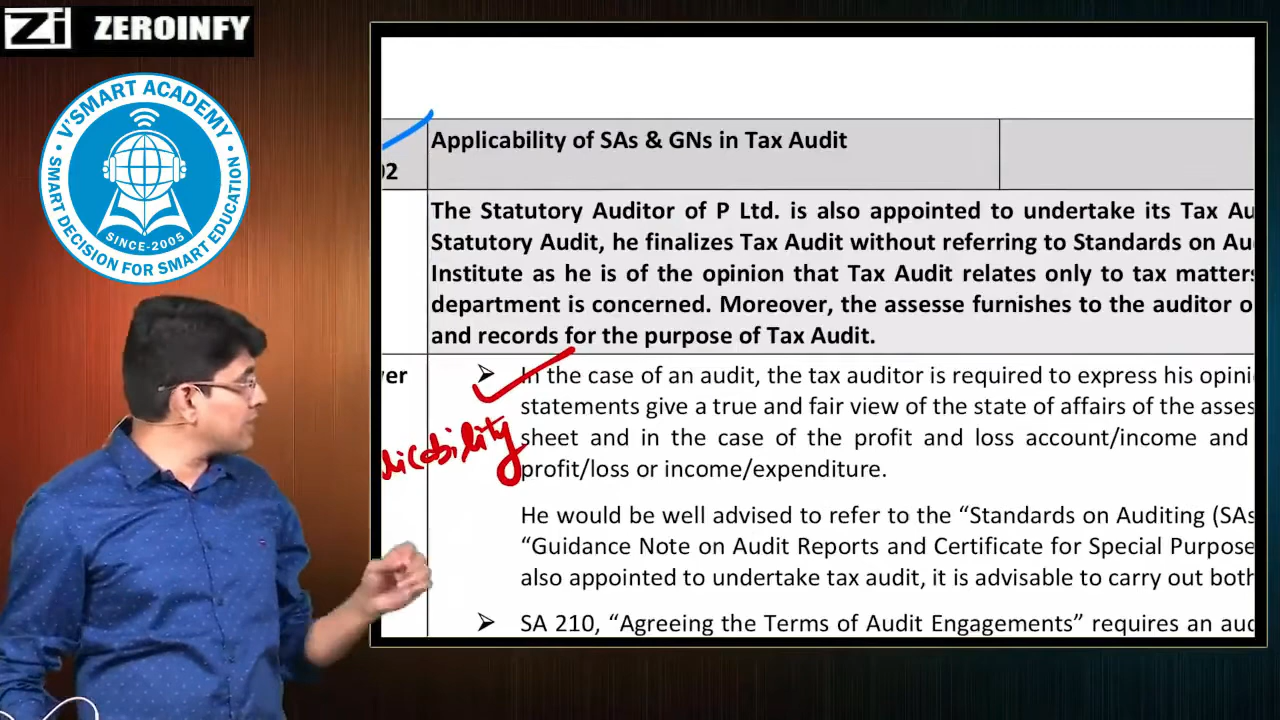 Zi ZEROINFY
V'SMART ACADEMY
SINCE-2005
SMART DECISION FOR SMART EDUCATION
02
Applicability of SAs & GNs in Tax Audit
The Statutory Auditor of P Ltd. is also appointed to undertake its Tax Au
Statutory Audit, he finalizes Tax Audit without referring to Standards on Au
Institute as he is of the opinion that Tax Audit relates only to tax matters
department is concerned. Moreover, the assesse furnishes to the auditor o
and records for the purpose of Tax Audit.
ver
➢ In the case of an audit, the tax auditor is required to express his opini
statements give a true and fair view of the state of affairs of the asses
sheet and in the case of the profit and loss account/income and
profit/loss or income/expenditure.
licability
He would be well advised to refer to the “Standards on Auditing (SAs
“Guidance Note on Audit Reports and Certificate for Special Purpose
also appointed to undertake tax audit, it is advisable to carry out both
➢ SA 210, “Agreeing the Terms of Audit Engagements” requires an aud